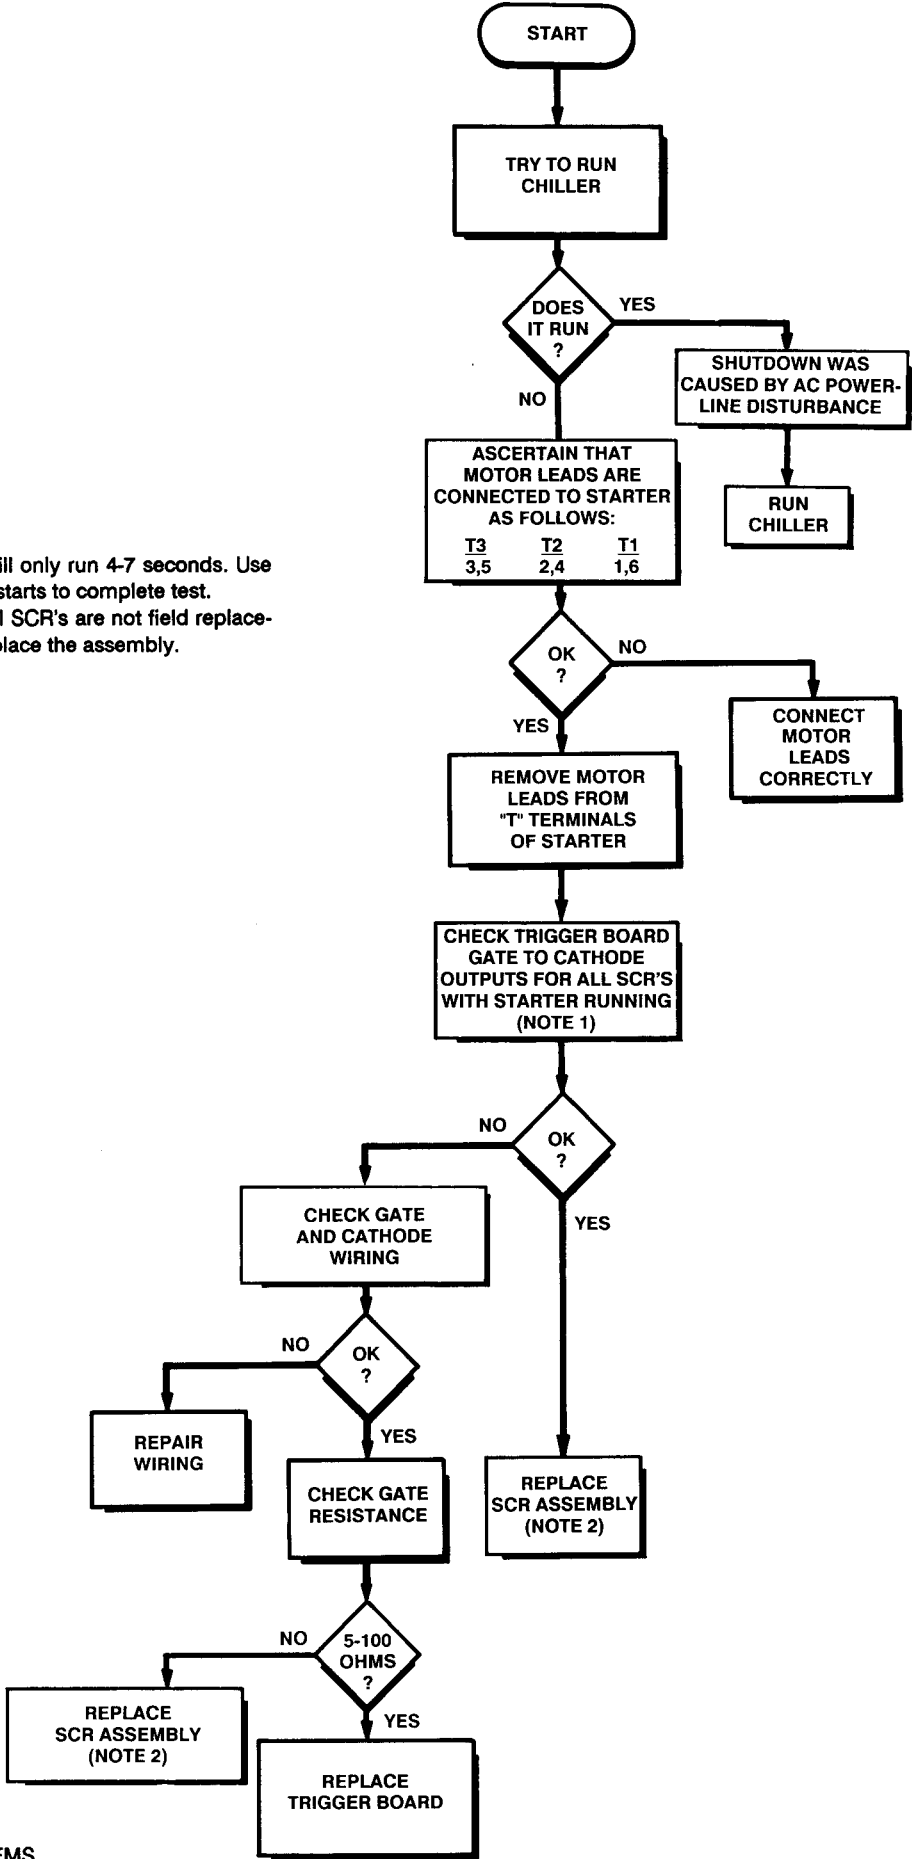 START
TRY TO RUN
CHILLER
DOES
IT RUN
?
YES
NO
SHUTDOWN WAS
CAUSED BY AC POWER-
LINE DISTURBANCE
RUN
CHILLER
ASCERTAIN THAT
MOTOR LEADS ARE
CONNECTED TO STARTER
AS FOLLOWS:
T3 T2 T1
3,5 2,4 1,6
ill only run 4-7 seconds. Use
starts to complete test.
l SCR's are not field replace-
place the assembly.
OK
?
NO
YES
CONNECT
MOTOR
LEADS
CORRECTLY
REMOVE MOTOR
LEADS FROM
"T" TERMINALS
OF STARTER
CHECK TRIGGER BOARD
GATE TO CATHODE
OUTPUTS FOR ALL SCR'S
WITH STARTER RUNNING
(NOTE 1)
OK
?
NO
YES
CHECK GATE
AND CATHODE
WIRING
OK
?
NO
YES
REPAIR
WIRING
CHECK GATE
RESISTANCE
REPLACE
SCR ASSEMBLY
(NOTE 2)
5-100
OHMS
?
NO
YES
REPLACE
SCR ASSEMBLY
(NOTE 2)
REPLACE
TRIGGER BOARD
EMS